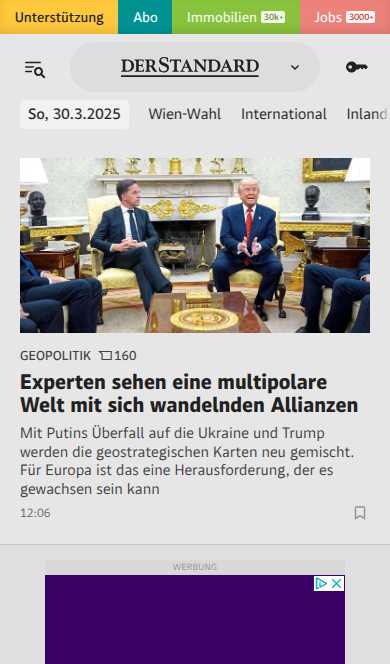 Unterstützung Abo Immobilien 30k+ Jobs 3000+
DERSTANDARD
So, 30.3.2025 Wien-Wahl International Inland
GEOPOLITIK 160
Experten sehen eine multipolare
Welt mit sich wandelnden Allianzen
Mit Putins Überfall auf die Ukraine und Trump
werden die geostrategischen Karten neu gemischt.
Für Europa ist das eine Herausforderung, der es
gewachsen sein kann
12:06
WERBUNG